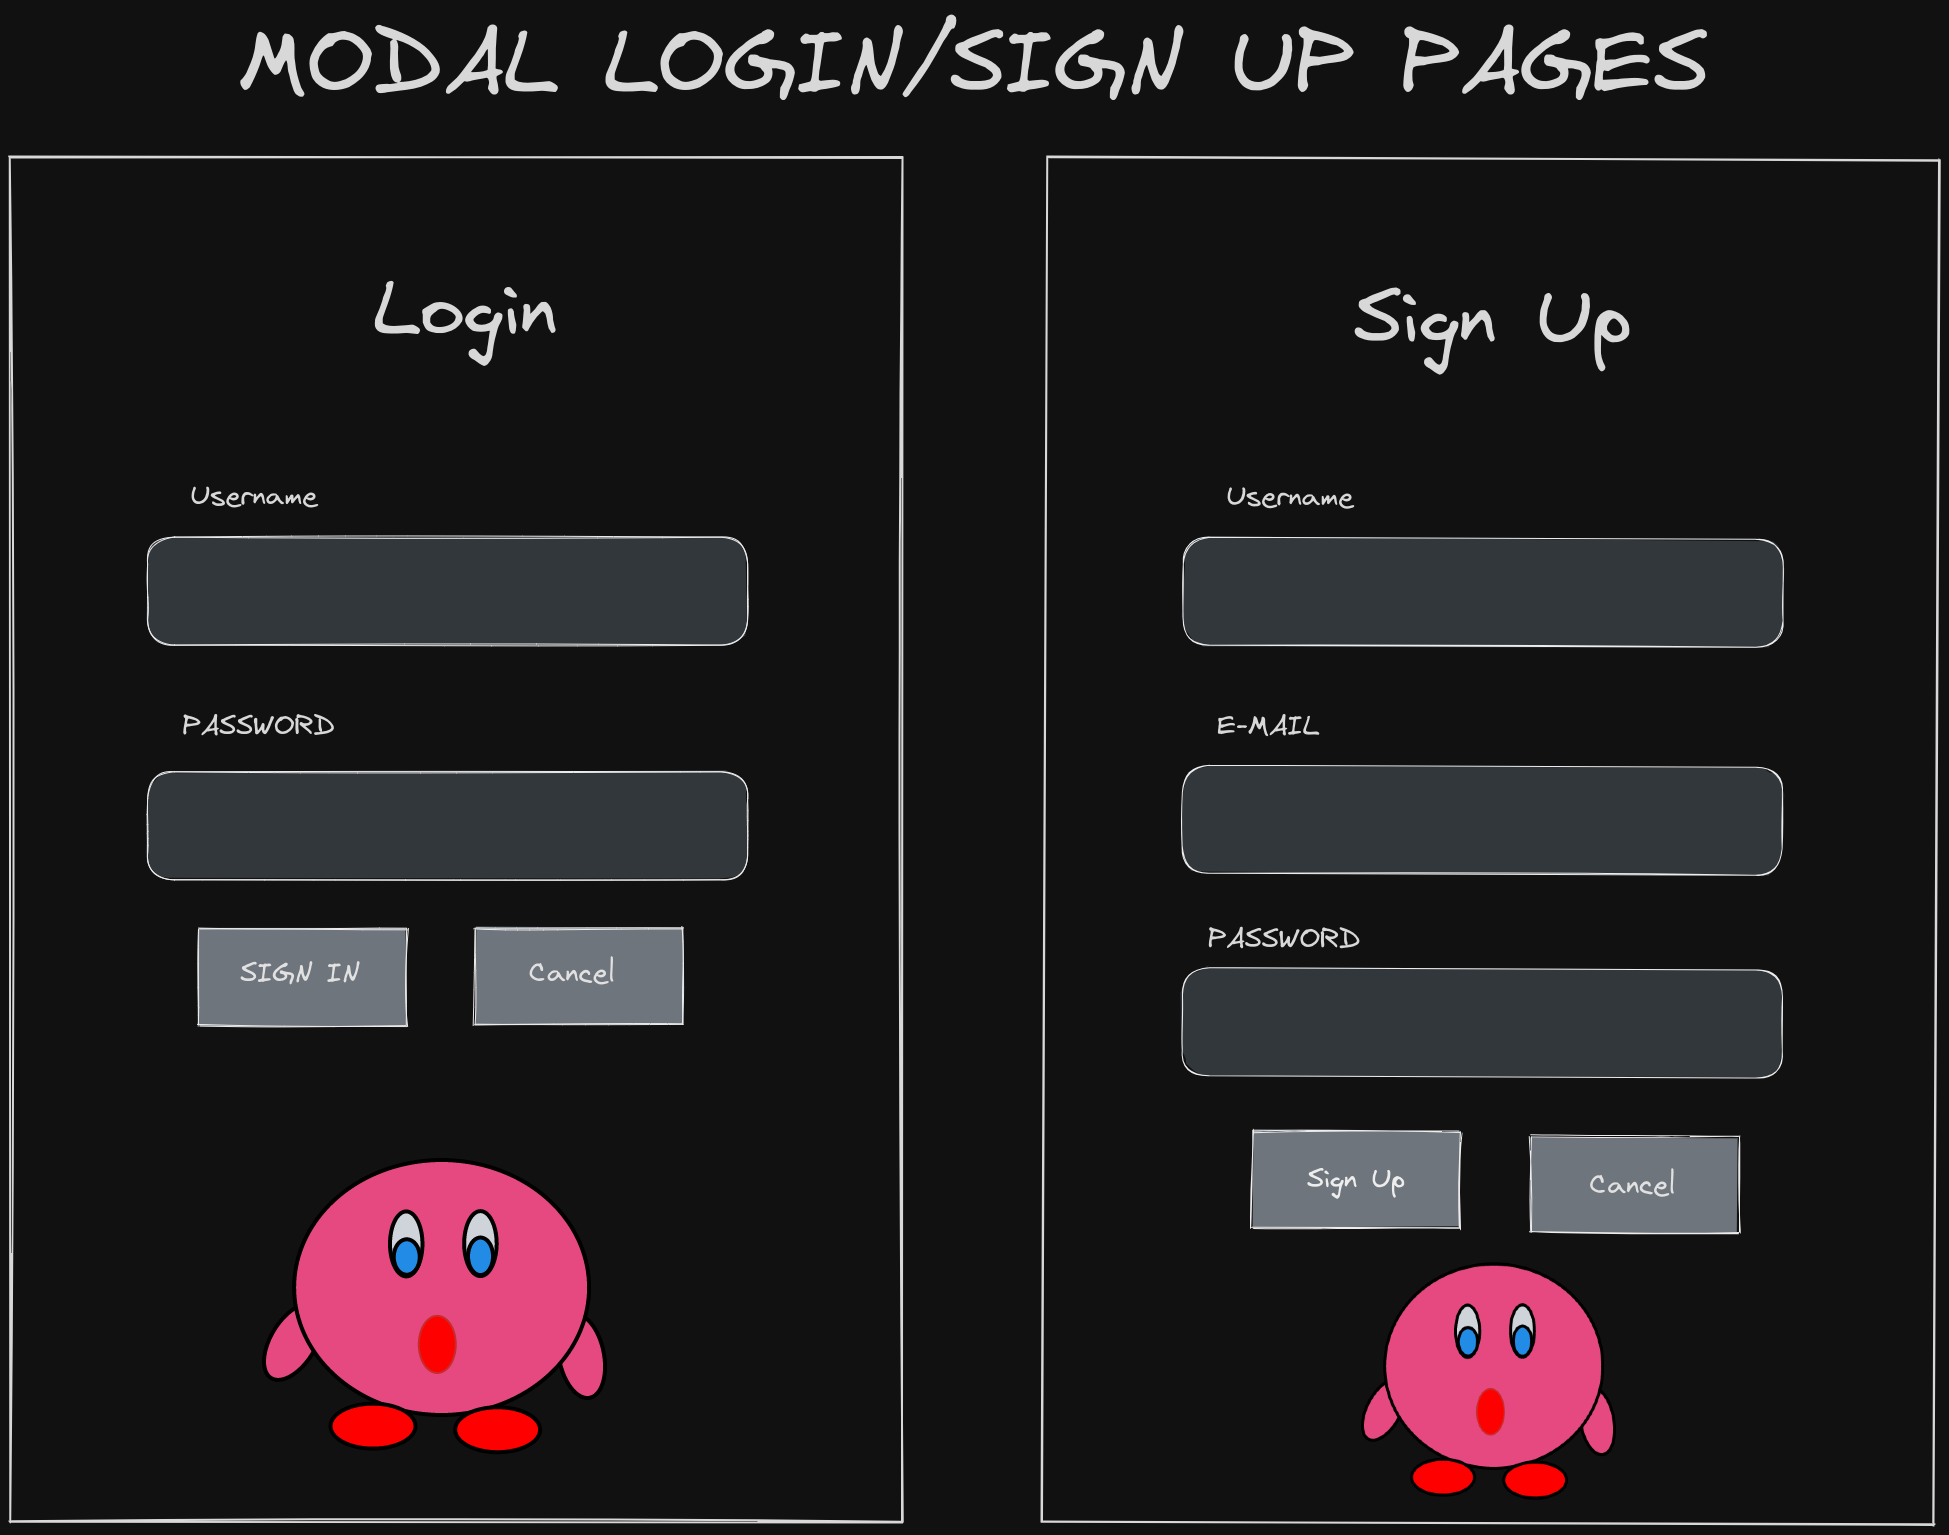 MODAL LOGIN/SIGN UP PAGES
Login
Username
PASSWORD
SIGN IN
Cancel
Sign Up
Username
E-MAIL
PASSWORD
Sign Up
Cancel